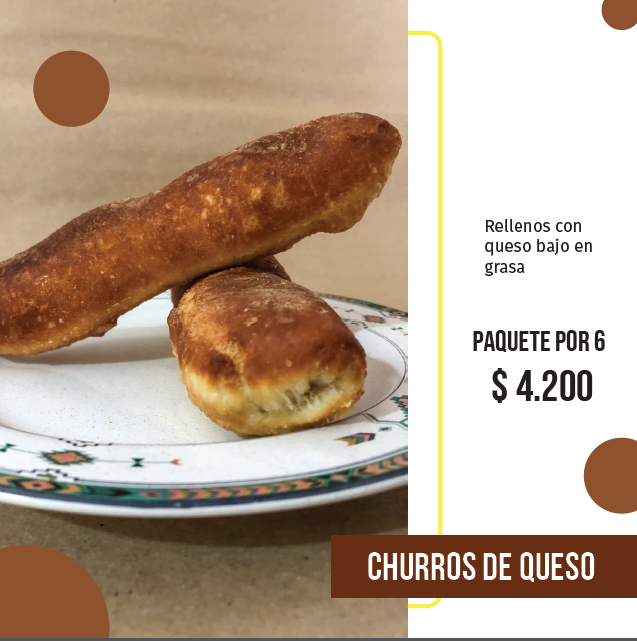 Rellenos con
queso bajo en
grasa
PAQUETE POR 6
$ 4.200
CHURROS DE QUESO